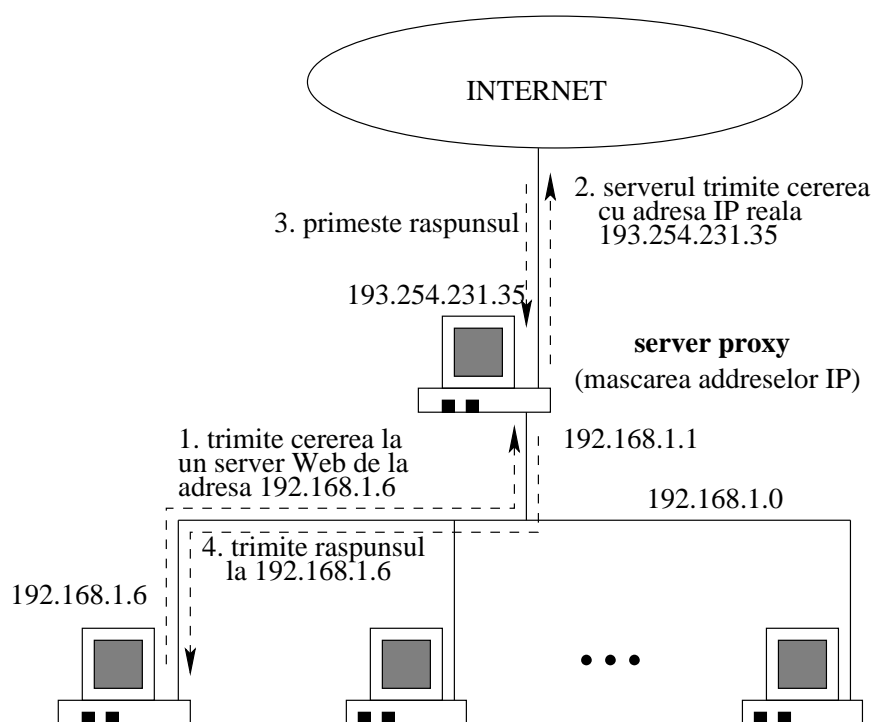 INTERNET
2. serverul trimite cererea
cu adresa IP reala
193.254.231.35
3. primeste raspunsul
193.254.231.35
server proxy
(mascarea addreselor IP)
1. trimite cererea la
un server Web de la
adresa 192.168.1.6
192.168.1.1
192.168.1.0
4. trimite raspunsul
la 192.168.1.6
192.168.1.6